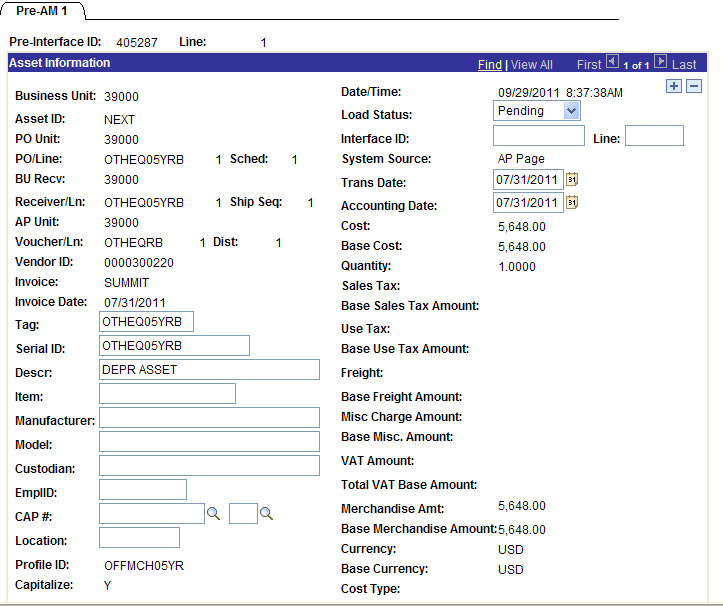 Pre-AM 1
Pre-Interface ID: 405287 Line: 1
Asset Information Find | View All First 1 of 1 Last
Business Unit: 39000
Asset ID: NEXT
PO Unit: 39000
PO/Line: OTHEQ05YRB 1 Sched: 1
BU Recv: 39000
Receiver/Ln: OTHEQ05YRB 1 Ship Seq: 1
AP Unit: 39000
Voucher/Ln: OTHEQRB 1 Dist: 1
Vendor ID: 0000300220
Invoice: SUMMIT
Invoice Date: 07/31/2011
Tag: OTHEQ05YRB
Serial ID: OTHEQ05YRB
Descr: DEPR ASSET
Item:
Manufacturer:
Model:
Custodian:
EmplID:
CAP #:
Location:
Profile ID: OFFMCH05YR
Capitalize: Y
Date/Time: 09/29/2011 8:37:38AM
Load Status: Pending
Interface ID: Line:
System Source: AP Page
Trans Date: 07/31/2011 31
Accounting Date: 07/31/2011 31
Cost: 5,648.00
Base Cost: 5,648.00
Quantity: 1.0000
Sales Tax:
Base Sales Tax Amount:
Use Tax:
Base Use Tax Amount:
Freight:
Base Freight Amount:
Misc Charge Amount:
Base Misc. Amount:
VAT Amount:
Total VAT Base Amount:
Merchandise Amt: 5,648.00
Base Merchandise Amount: 5,648.00
Currency: USD
Base Currency: USD
Cost Type: